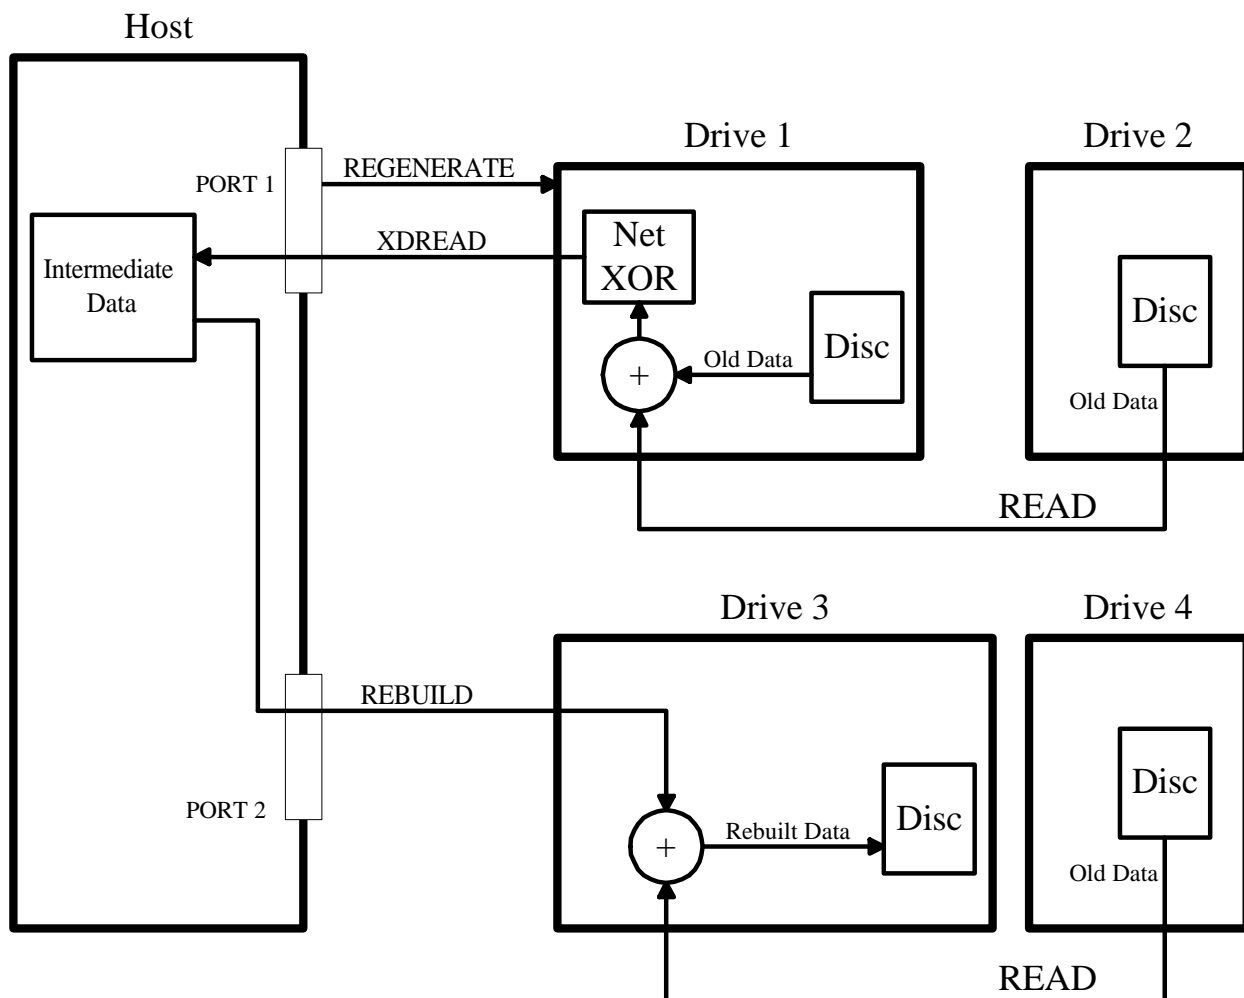 Host
Drive 1
Drive 2
PORT 1
REGENERATE
XDREAD
Net
XOR
Intermediate
Data
Disc
Old Data
Disc
Old Data
READ
Drive 3
Drive 4
REBUILD
PORT 2
Rebuilt Data
Disc
Disc
Old Data
READ
+
+